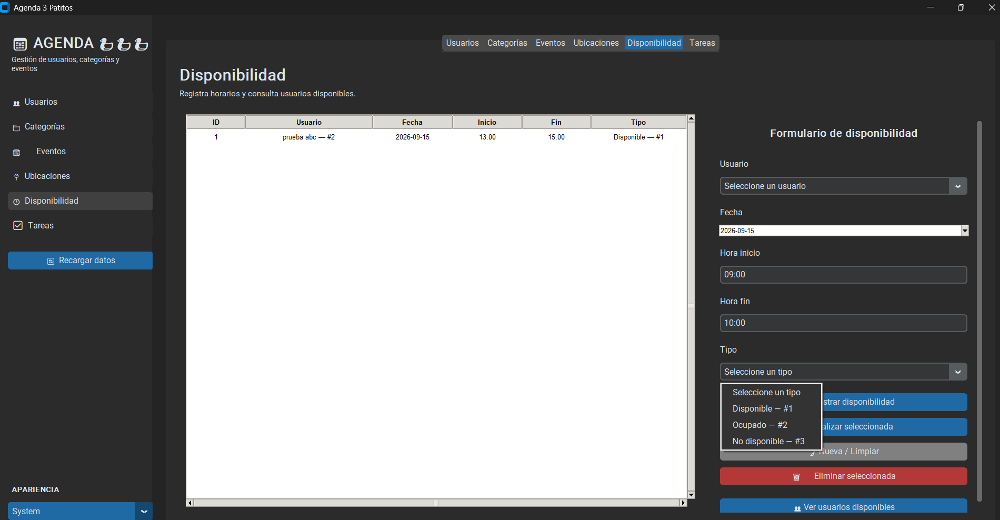 Agenda 3 Patitos
AGENDA
Gestión de usuarios, categorías y
eventos
Usuarios
Categorías
Eventos
Ubicaciones
Disponibilidad
Tareas
Recargar datos
APARIENCIA
System
Usuarios Categorías Eventos Ubicaciones Disponibilidad Tareas
Disponibilidad
Registra horarios y consulta usuarios disponibles.
ID Usuario Fecha Inicio Fin Tipo
1 prueba abc — #2 2026-09-15 13:00 15:00 Disponible — #1
Formulario de disponibilidad
Usuario
Seleccione un usuario
Fecha
2026-09-15
Hora inicio
09:00
Hora fin
10:00
Tipo
Seleccione un tipo
Seleccione un tipo
Disponible — #1
Ocupado — #2
No disponible — #3
strar disponibilidad
alizar seleccionada
Nueva / Limpiar
Eliminar seleccionada
Ver usuarios disponibles